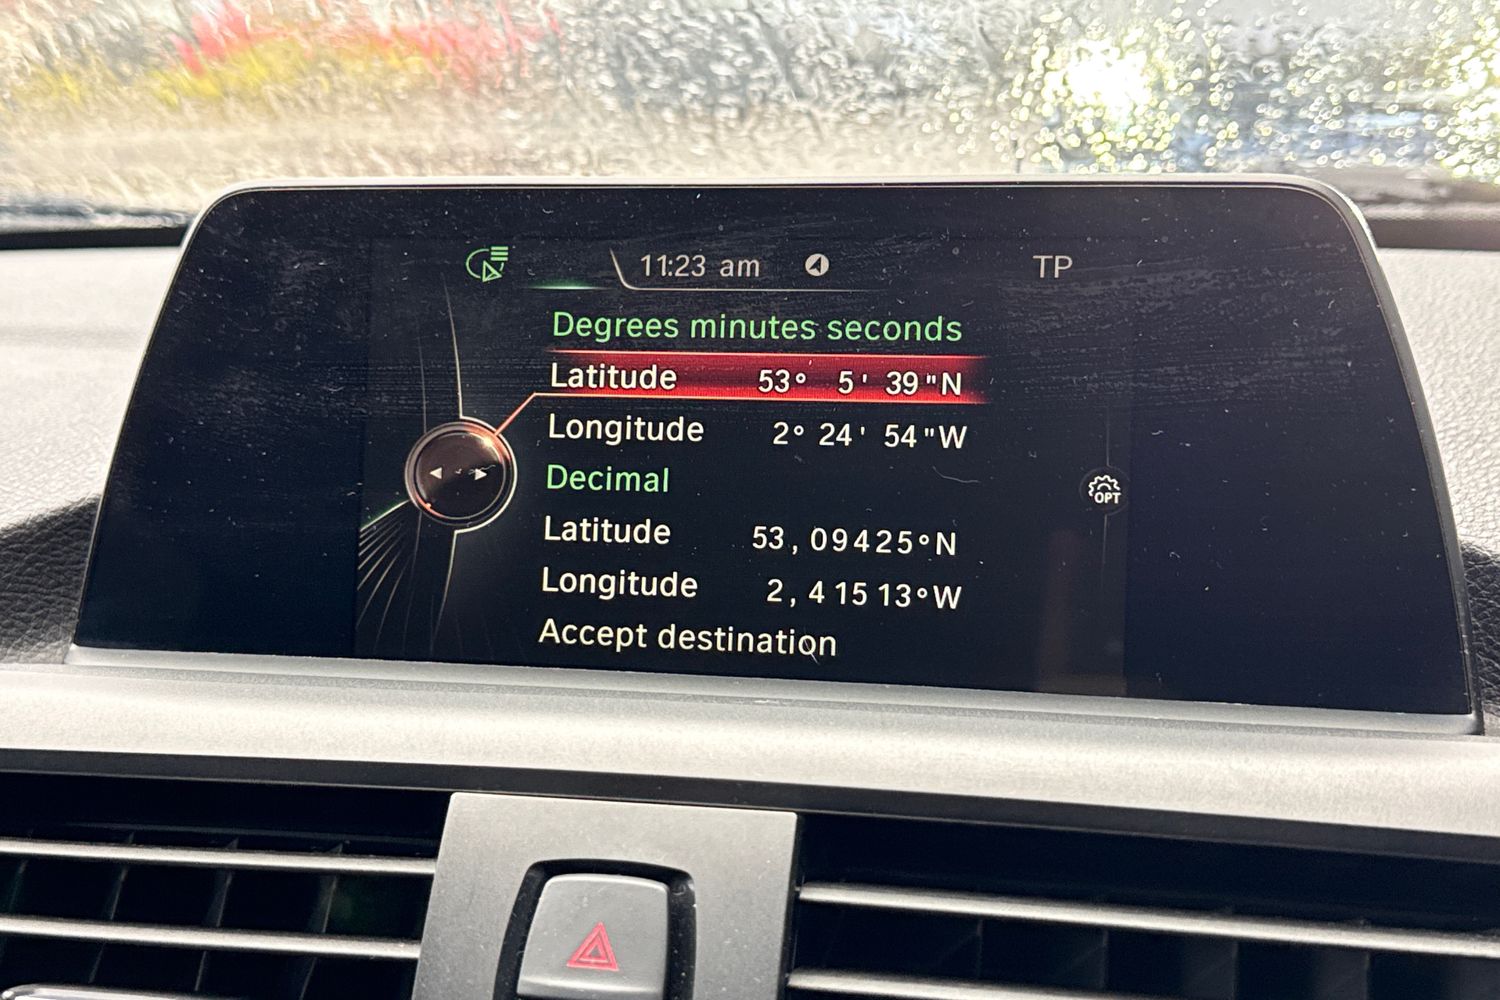 11:23 am TP
Degrees minutes seconds
Latitude 53° 5' 39"N
Longitude 2° 24' 54"W
Decimal
Latitude 53,09425°N
Longitude 2,41513°W
Accept destination
OPT